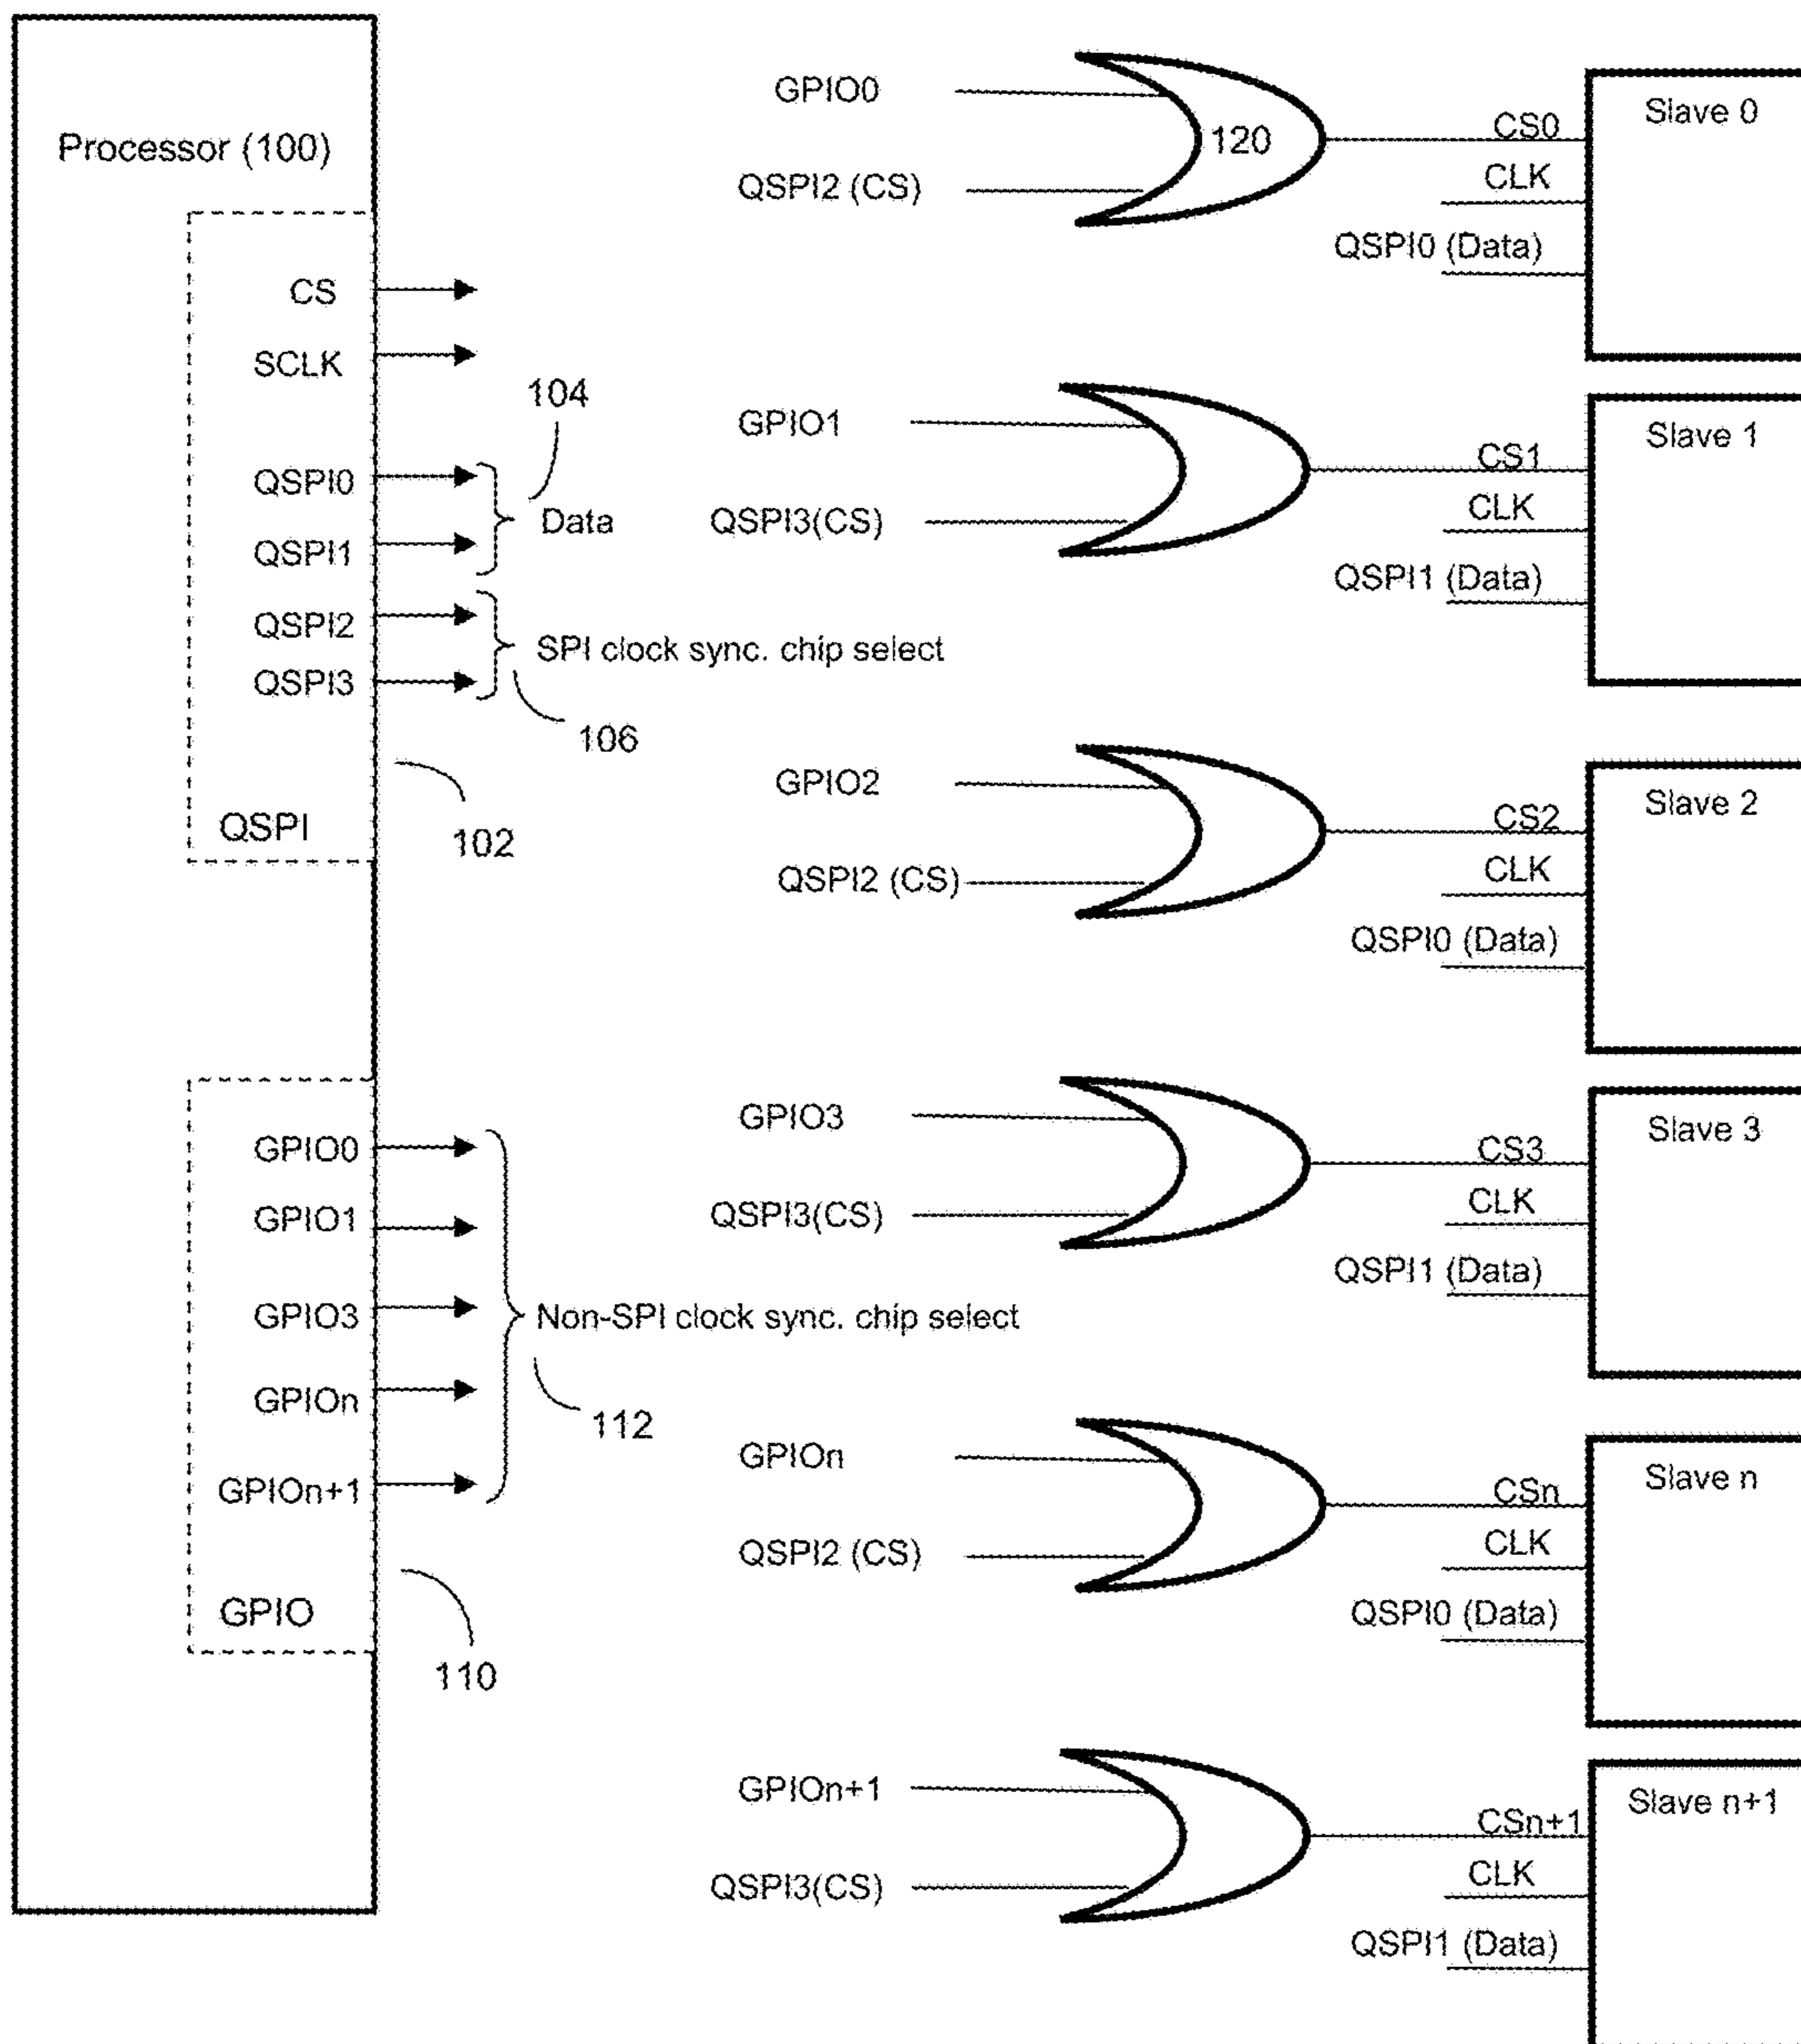 Processor (100)
CS
SCLK
QSPI0
QSPI1
QSPI2
QSPI3
QSPI
104
Data
SPI clock sync. chip select
106
102
GPIO0
GPIO1
GPIO3
GPIOn
GPIOn+1
GPIO
Non-SPI clock sync. chip select
112
110
GPIO0
QSPI2 (CS)
120
CS0
CLK
QSPI0 (Data)
Slave 0
GPIO1
QSPI3(CS)
CS1
CLK
QSPI1 (Data)
Slave 1
GPIO2
QSPI2 (CS)
CS2
CLK
QSPI0 (Data)
Slave 2
GPIO3
QSPI3(CS)
CS3
CLK
QSPI1 (Data)
Slave 3
GPIOn
QSPI2 (CS)
CSn
CLK
QSPI0 (Data)
Slave n
GPIOn+1
QSPI3(CS)
CSn+1
CLK
QSPI1 (Data)
Slave n+1